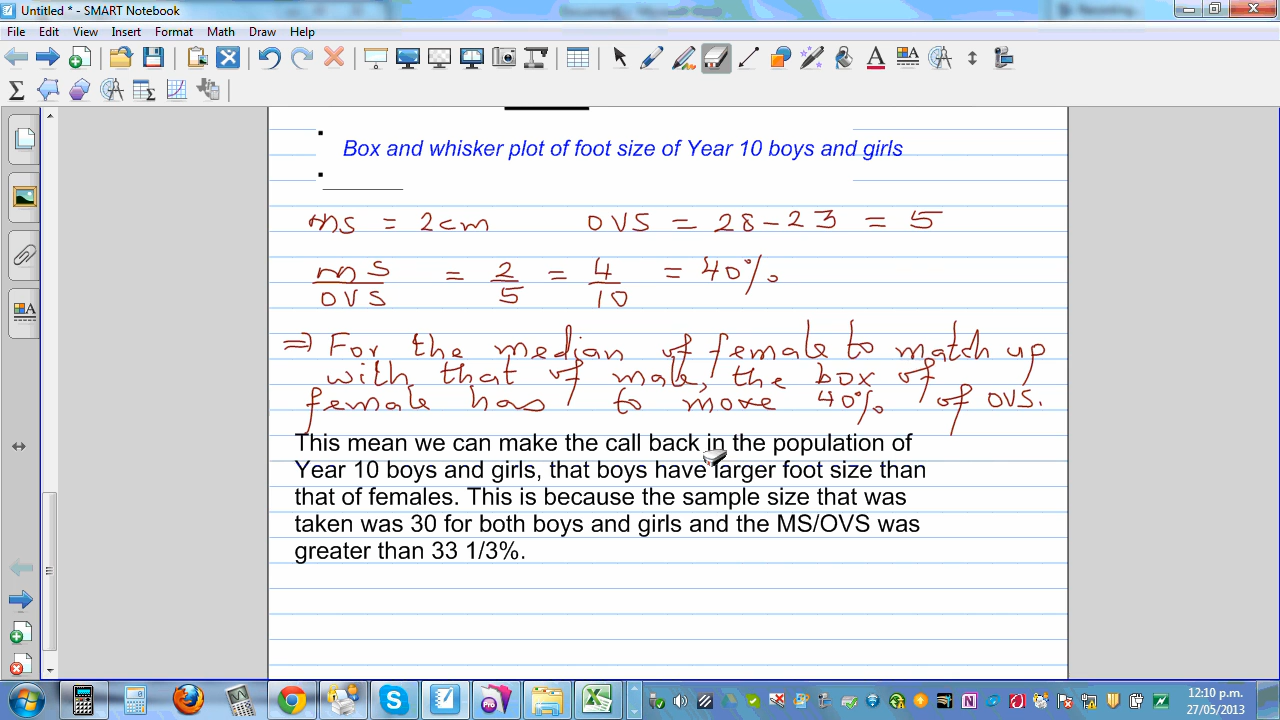 Untitled * - SMART Notebook
File Edit View Insert Format Math Draw Help
Box and whisker plot of foot size of Year 10 boys and girls
MS = 2cm OVS = 28 - 23 = 5
MS/OVS = 2/5 = 4/10 = 40%
⇒ For the median of female to match up
with that of male, the box of
female has to move 40% of OVS.
This mean we can make the call back in the population of
Year 10 boys and girls, that boys have larger foot size than
that of females. This is because the sample size that was
taken was 30 for both boys and girls and the MS/OVS was
greater than 33 1/3%.
12:10 p.m.
27/05/2013